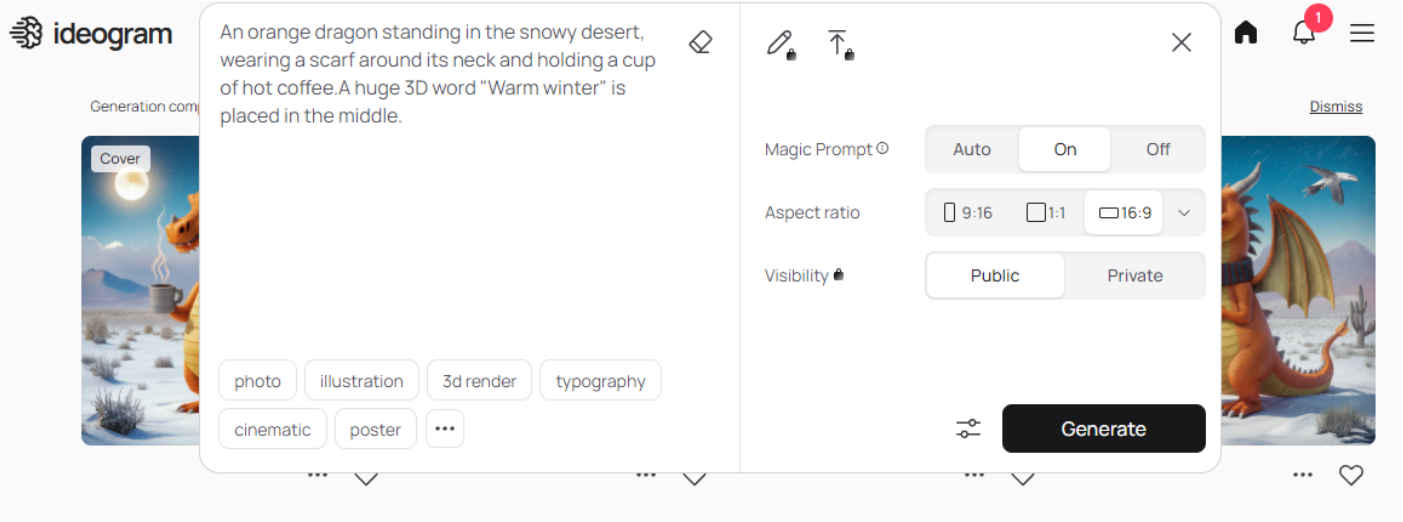 ideogram
An orange dragon standing in the snowy desert,
wearing a scarf around its neck and holding a cup
of hot coffee.A huge 3D word "Warm winter" is
placed in the middle.
1
Generation
Dismiss
Cover
Magic Prompt
Auto
On
Off
Aspect ratio
9:16
1:1
16:9
Visibility
Public
Private
photo
illustration
3d render
typography
cinematic
poster
Generate